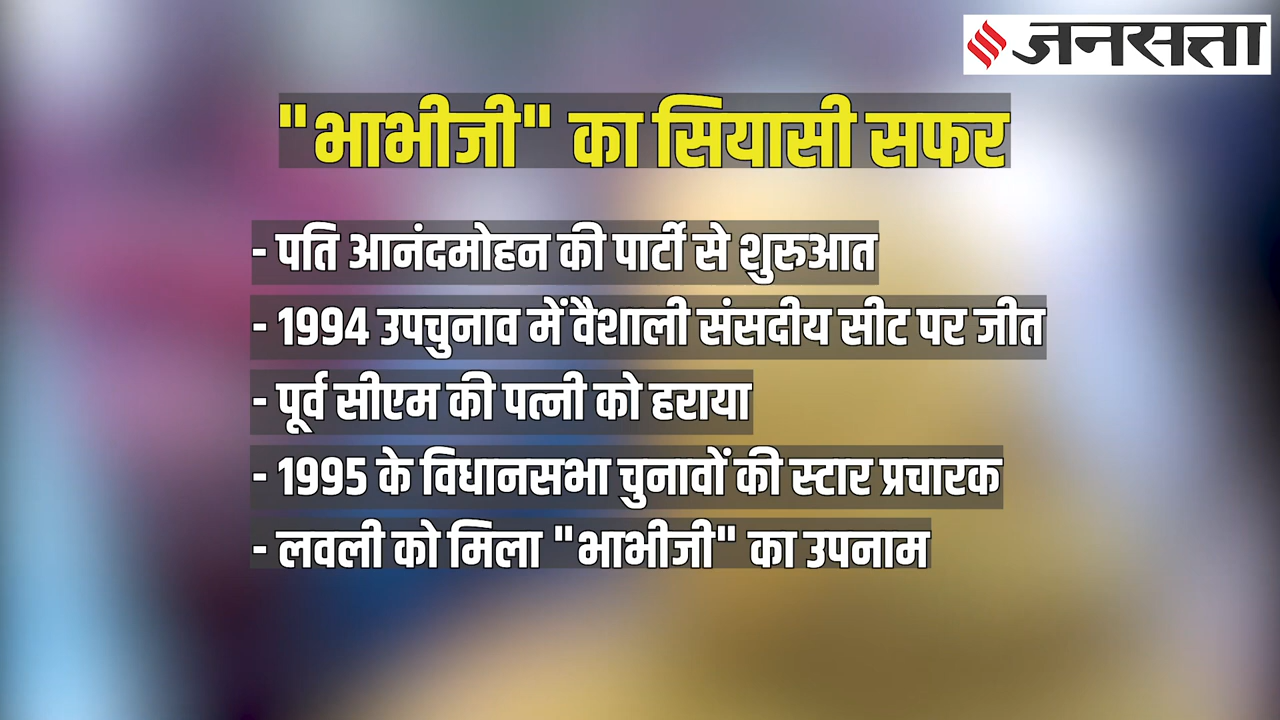 जनसत्ता
"भाभीजी" का सियासी सफर
- पति आनंदमोहन की पार्टी से शुरुआत
- 1994 उपचुनाव में वैशाली संसदीय सीट पर जीत
- पूर्व सीएम की पत्नी को हराया
- 1995 के विधानसभा चुनावों की स्टार प्रचारक
- लवली को मिला "भाभीजी" का उपनाम